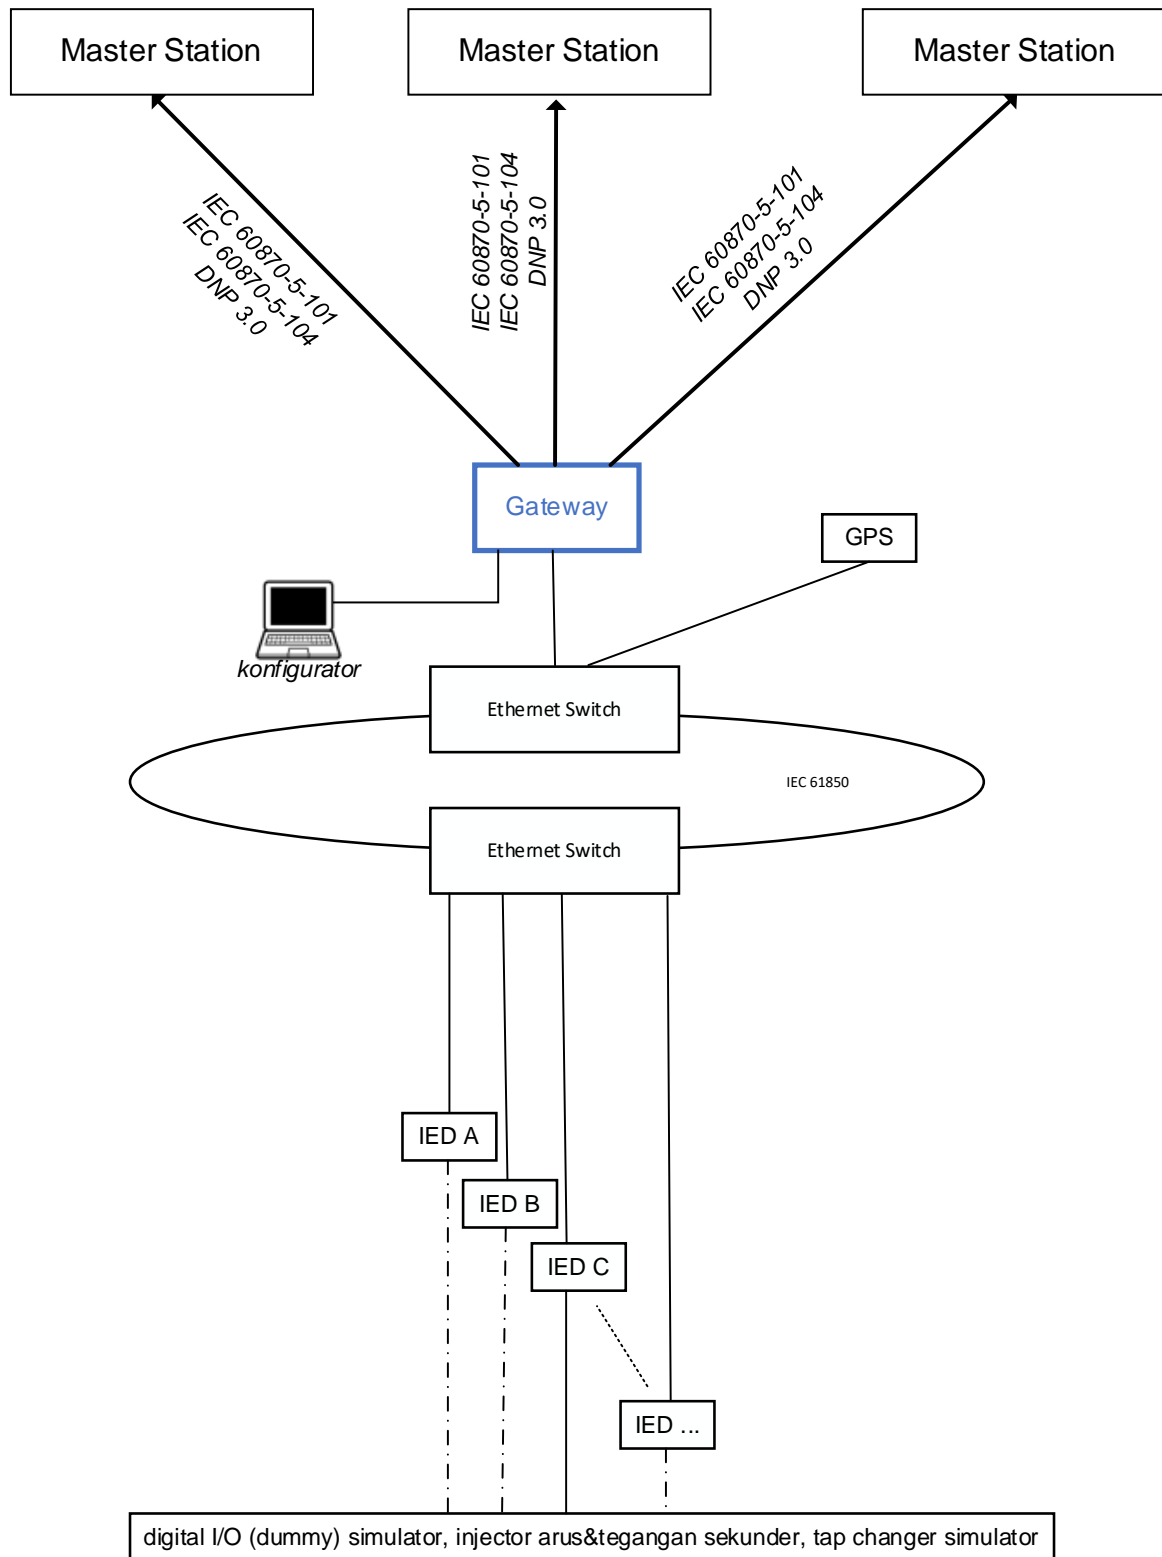 Master Station
Master Station
Master Station
IEC 60870-5-101
IEC 60870-5-104
DNP 3.0
IEC 60870-5-101
IEC 60870-5-104
DNP 3.0
IEC 60870-5-101
IEC 60870-5-104
DNP 3.0
Gateway
GPS
konfigurator
Ethernet Switch
IEC 61850
Ethernet Switch
IED A
IED B
IED C
IED ...
digital I/O (dummy) simulator, injector arus&tegangan sekunder, tap changer simulator